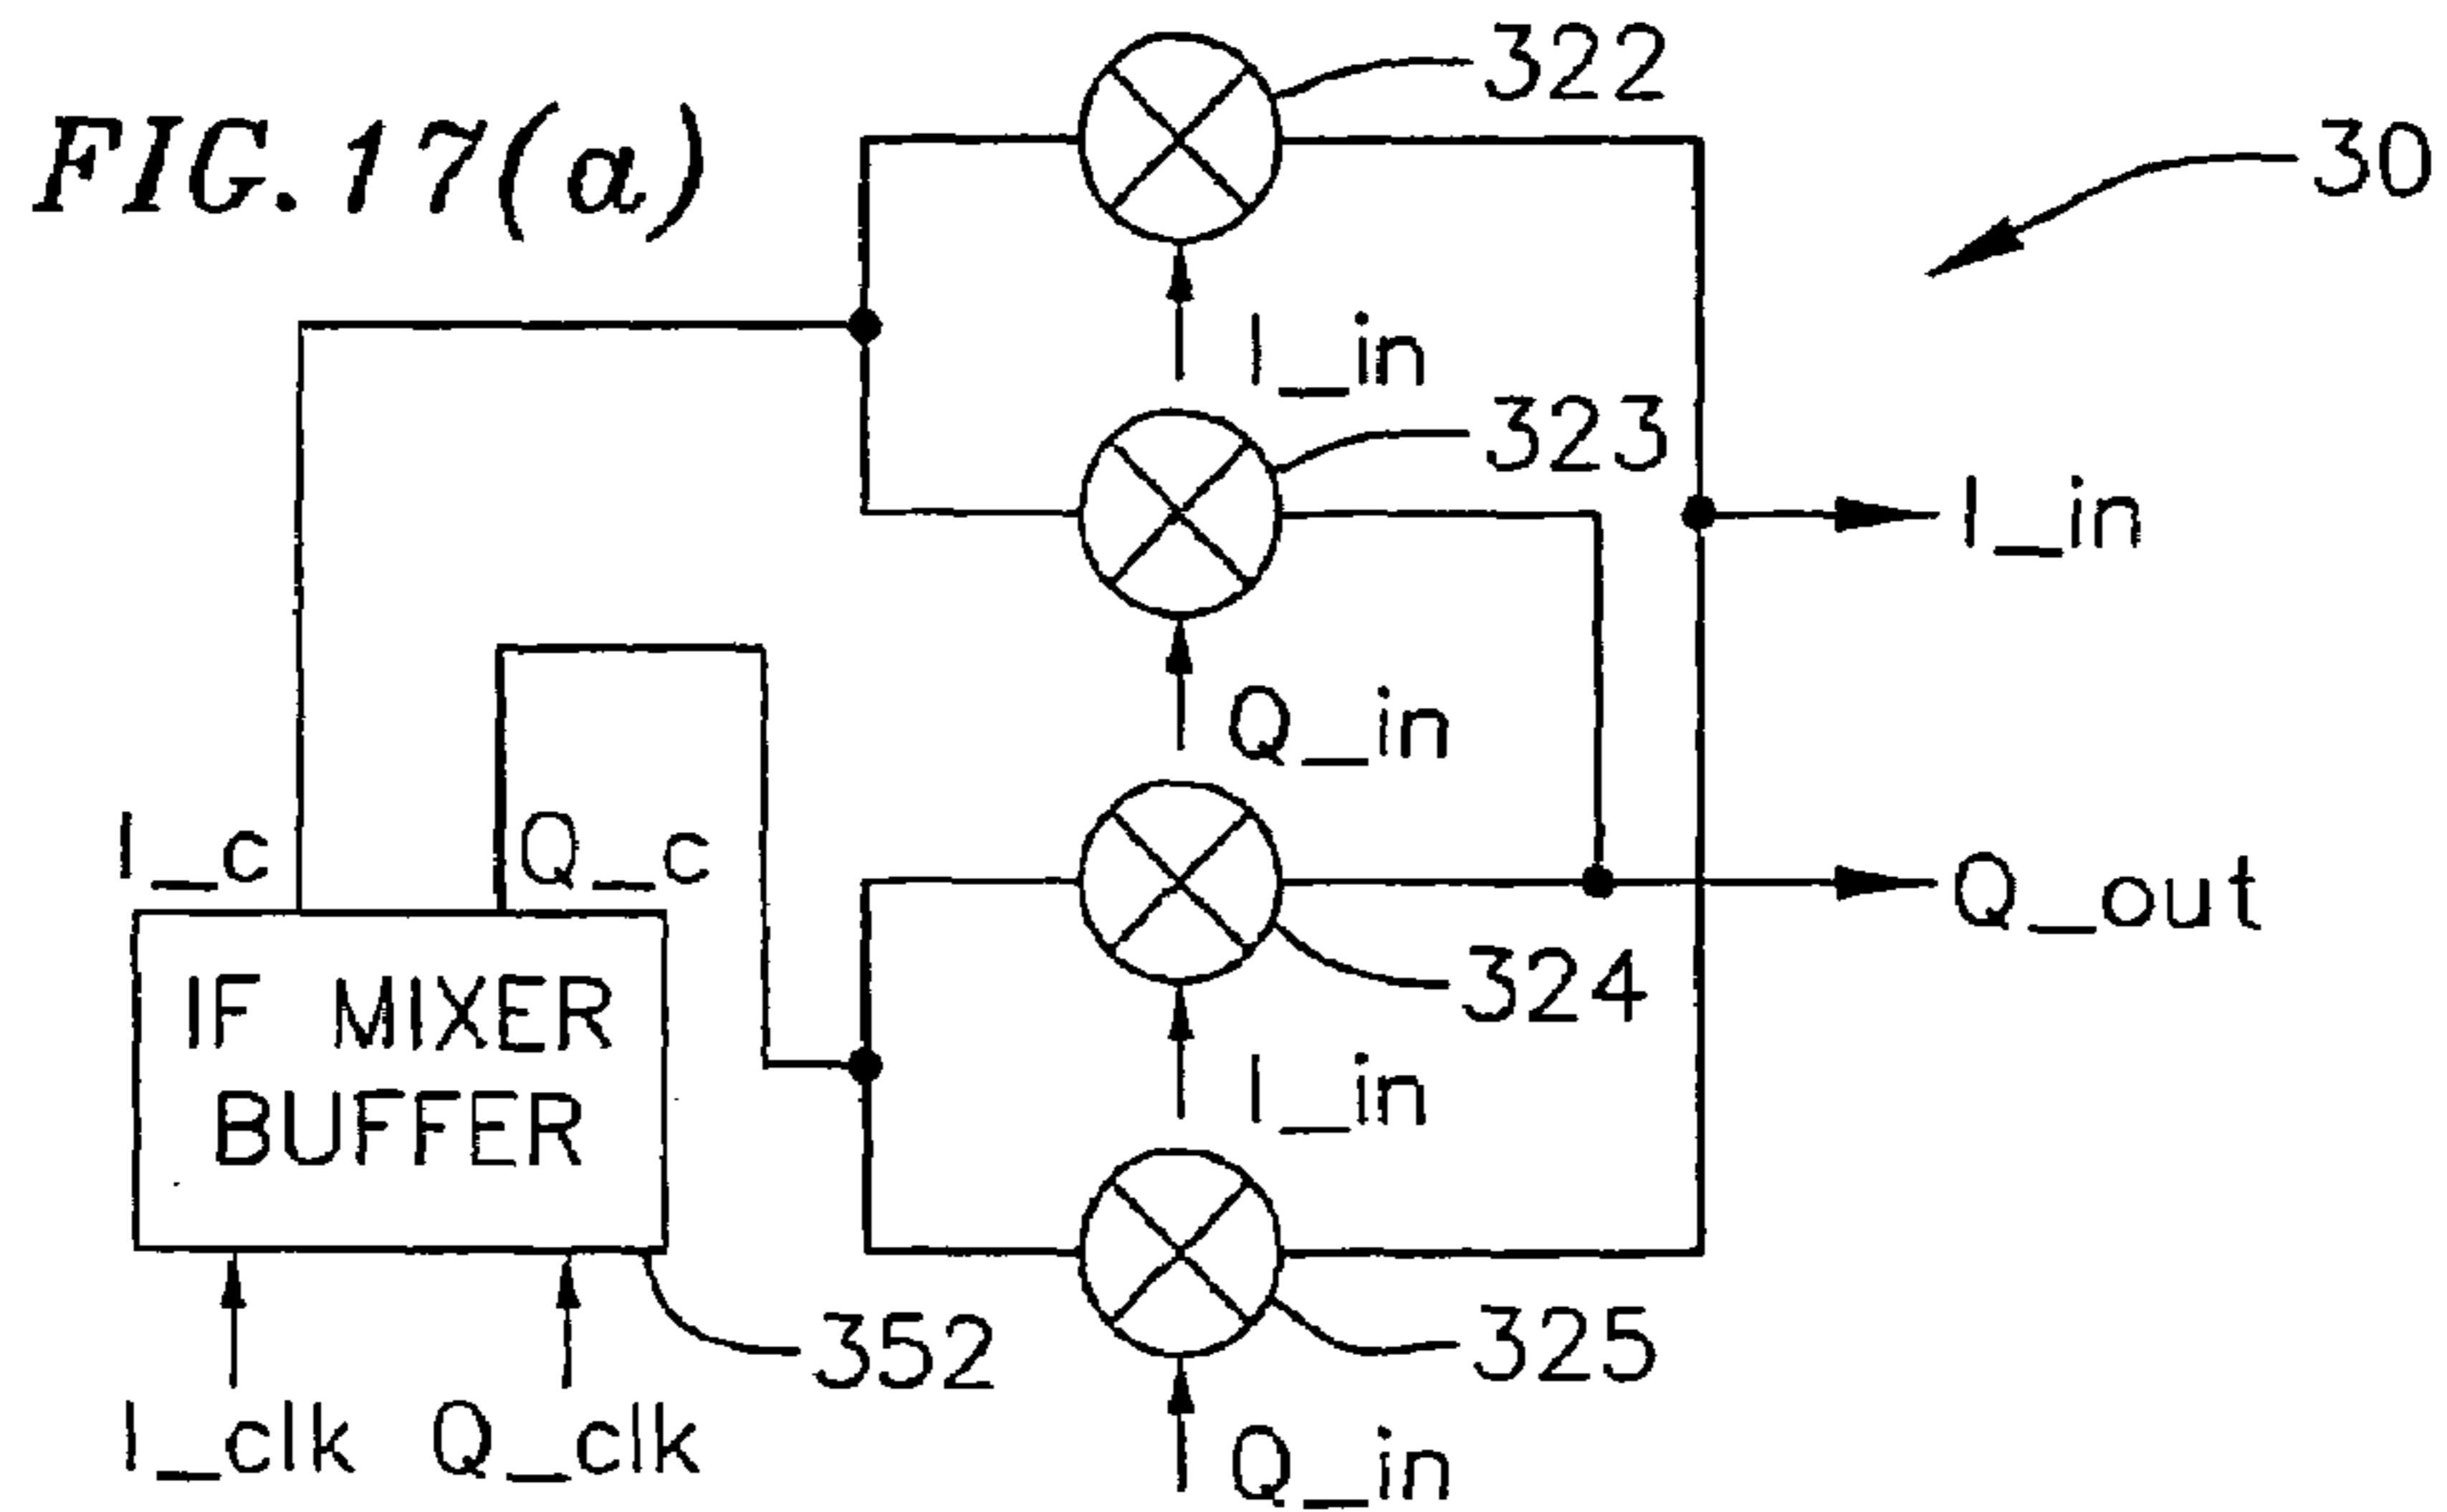 FIG. 17(a)
322
30
I_in
323
I_in
Q_in
I_c
Q_c
Q_out
IF MIXER
BUFFER
324
I_in
352
325
I_clk
Q_clk
Q_in